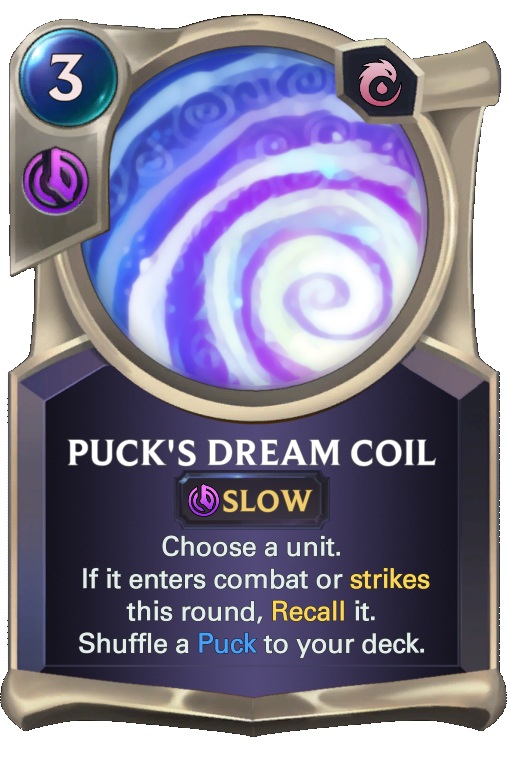 3
PUCK'S DREAM COIL
SLOW
Choose a unit.
If it enters combat or strikes
this round, Recall it.
Shuffle a Puck to your deck.